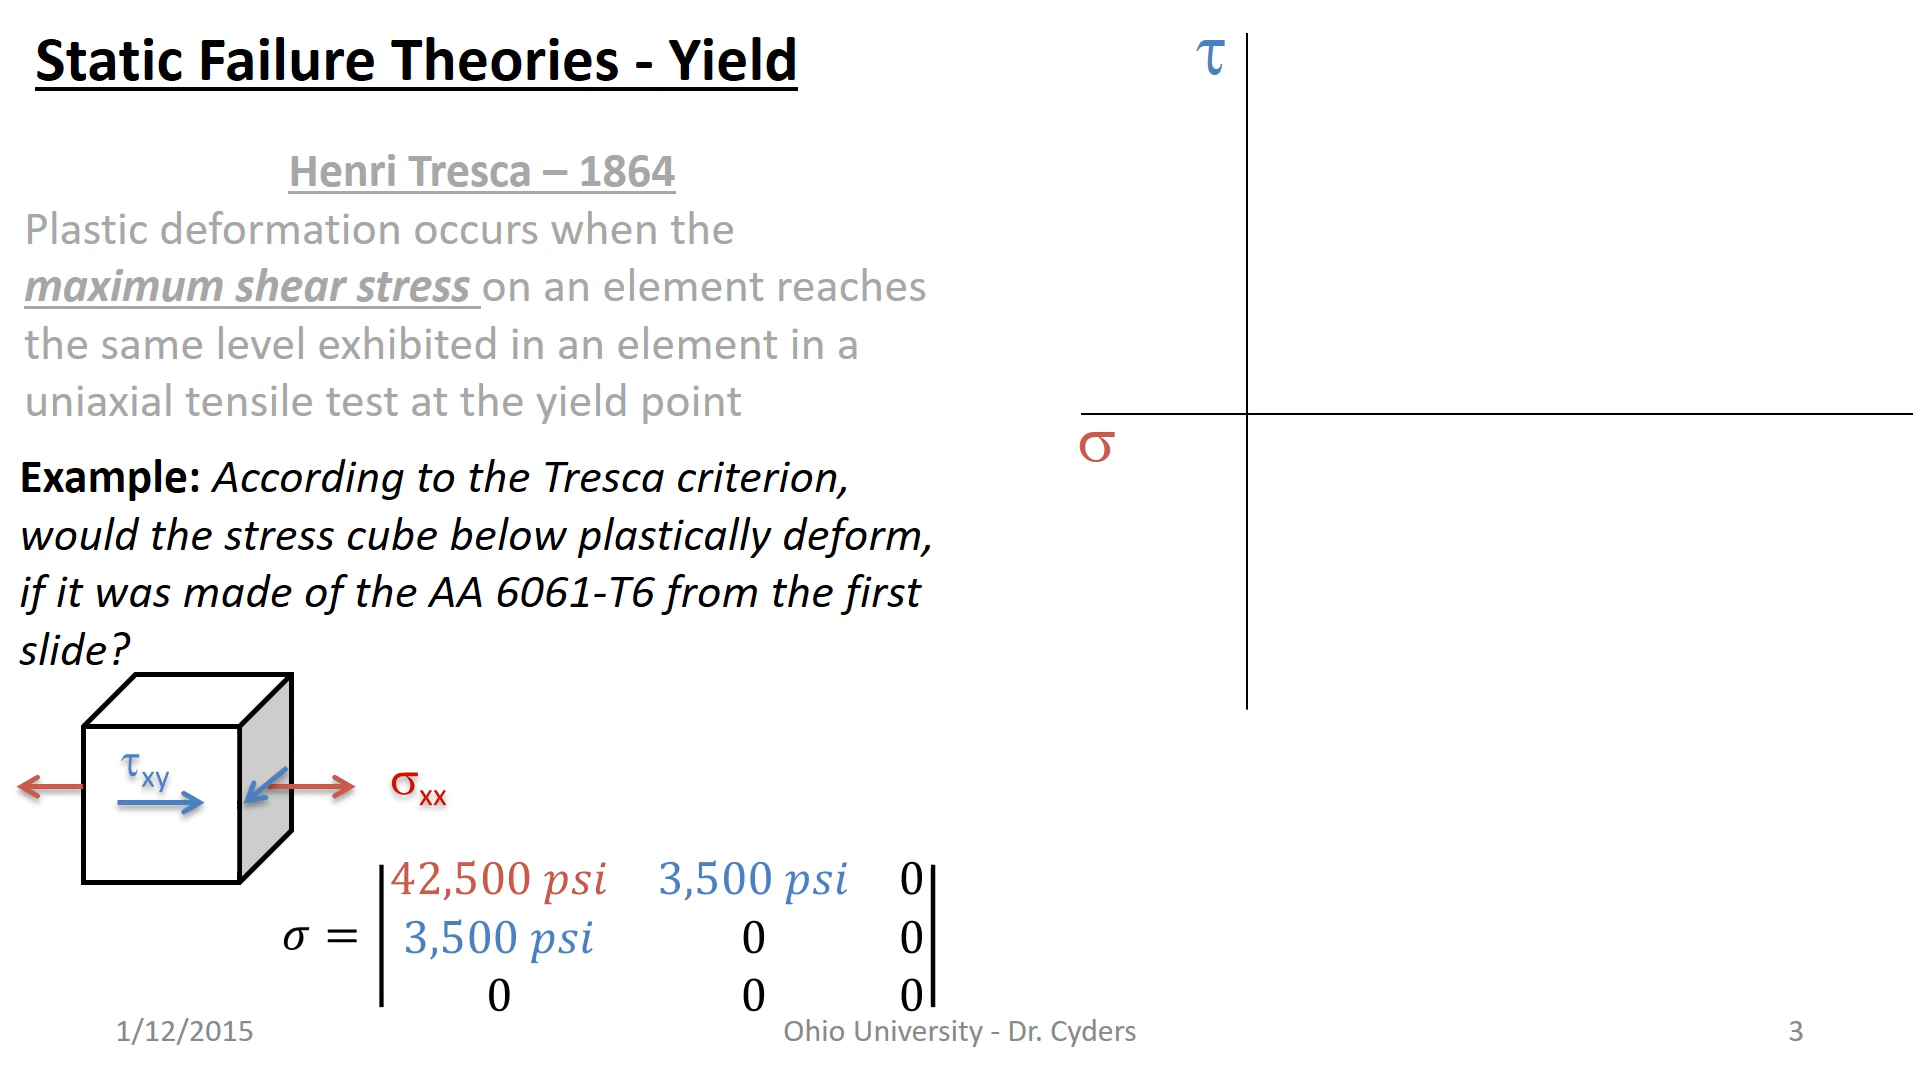 Static Failure Theories - Yield
τ
Henri Tresca – 1864
Plastic deformation occurs when the
maximum shear stress on an element reaches
the same level exhibited in an element in a
uniaxial tensile test at the yield point
σ
Example: According to the Tresca criterion,
would the stress cube below plastically deform,
if it was made of the AA 6061-T6 from the first
slide?
τxy
σxx
42,500 psi 3,500 psi 0
σ = 3,500 psi 0 0
0 0 0
1/12/2015 Ohio University - Dr. Cyders 3